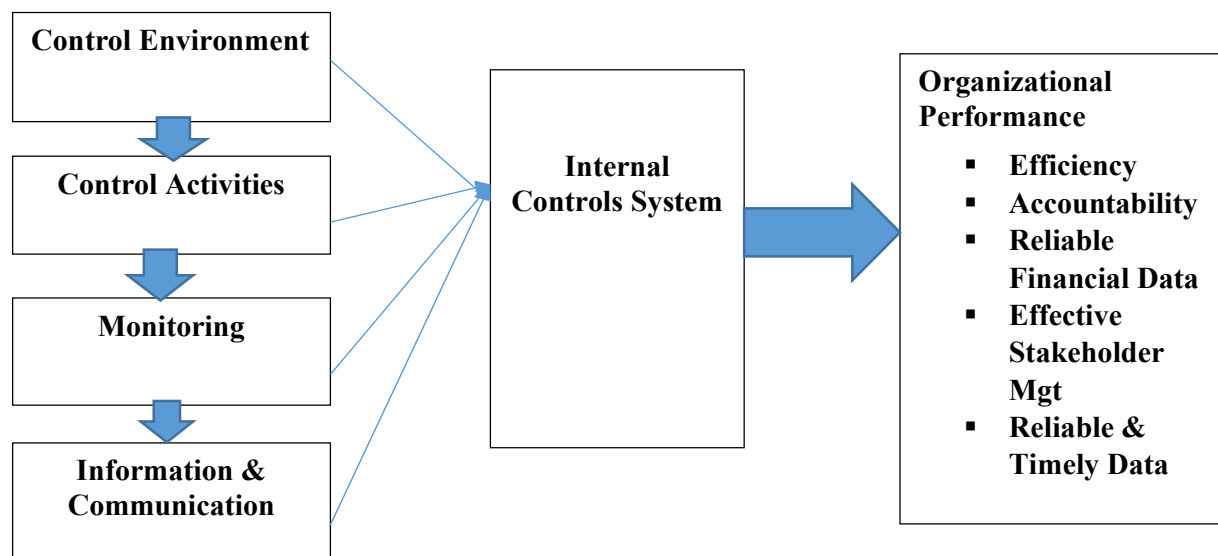 Control Environment
Control Activities
Monitoring
Information &
Communication
Internal
Controls System
Organizational
Performance
▪ Efficiency
▪ Accountability
▪ Reliable
Financial Data
▪ Effective
Stakeholder
Mgt
▪ Reliable &
Timely Data